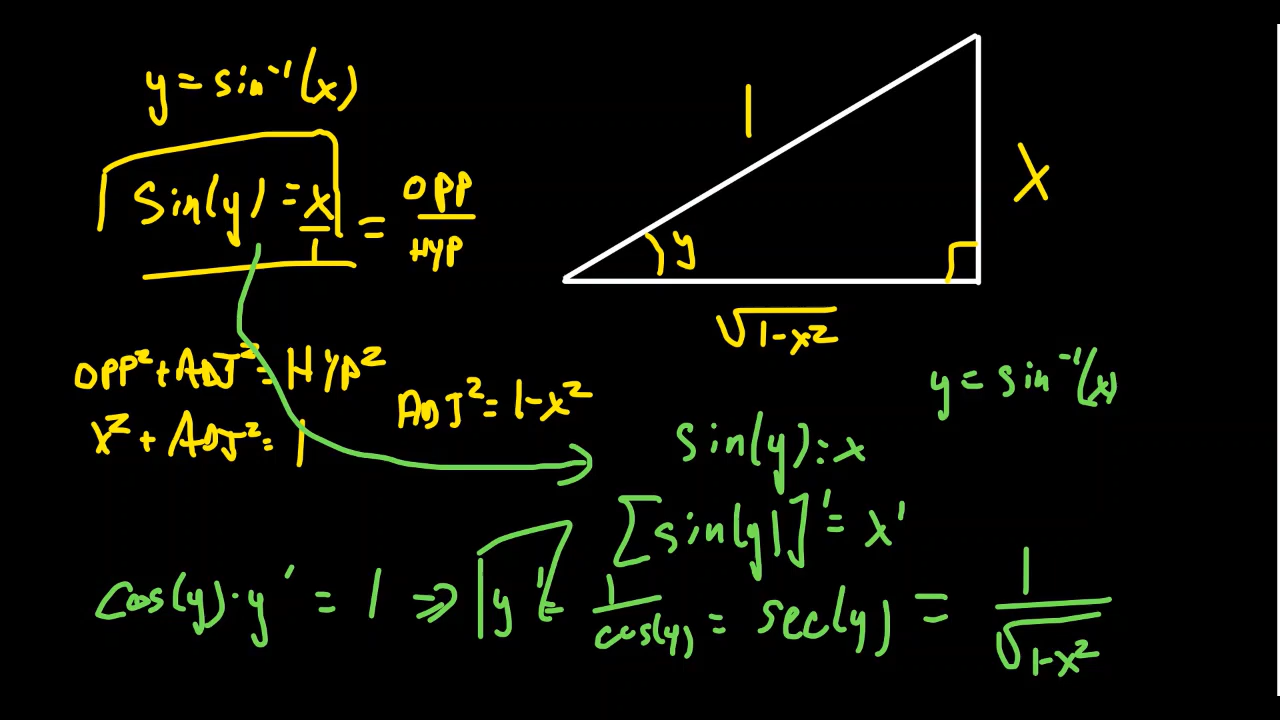 y = sin⁻¹(x)
Sin(y) = x/1 = OPP/HYP
1
x
y
√(1-x²)
OPP² + ADJ² = HYP²
x² + ADJ² = 1
ADJ² = 1-x²
y = sin⁻¹(x)
sin(y) = x
[sin(y)]' = x'
cos(y)·y' = 1 ⇒ y' = 1/cos(y) = sec(y) = 1/√(1-x²)